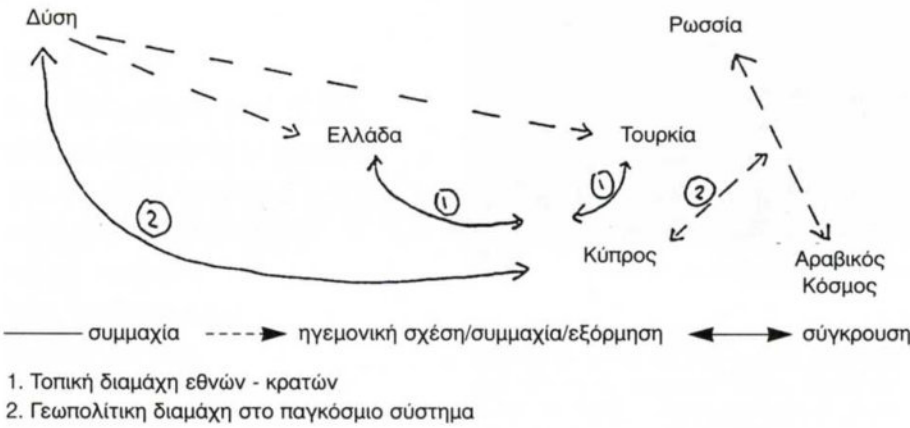 Δύση
Ρωσσία
Ελλάδα
Τουρκία
1
1
2
2
Κύπρος
Αραβικός
Κόσμος
συμμαχία
ηγεμονική σχέση/συμμαχία/εξόρμηση
σύγκρουση
1. Τοπική διαμάχη εθνών - κρατών
2. Γεωπολίτικη διαμάχη στο παγκόσμιο σύστημα